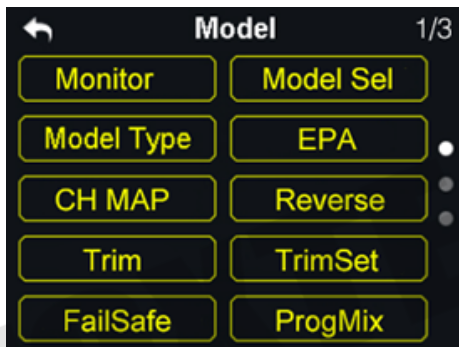 Model 1/3
Monitor Model Sel
Model Type EPA
CH MAP Reverse
Trim TrimSet
FailSafe ProgMix